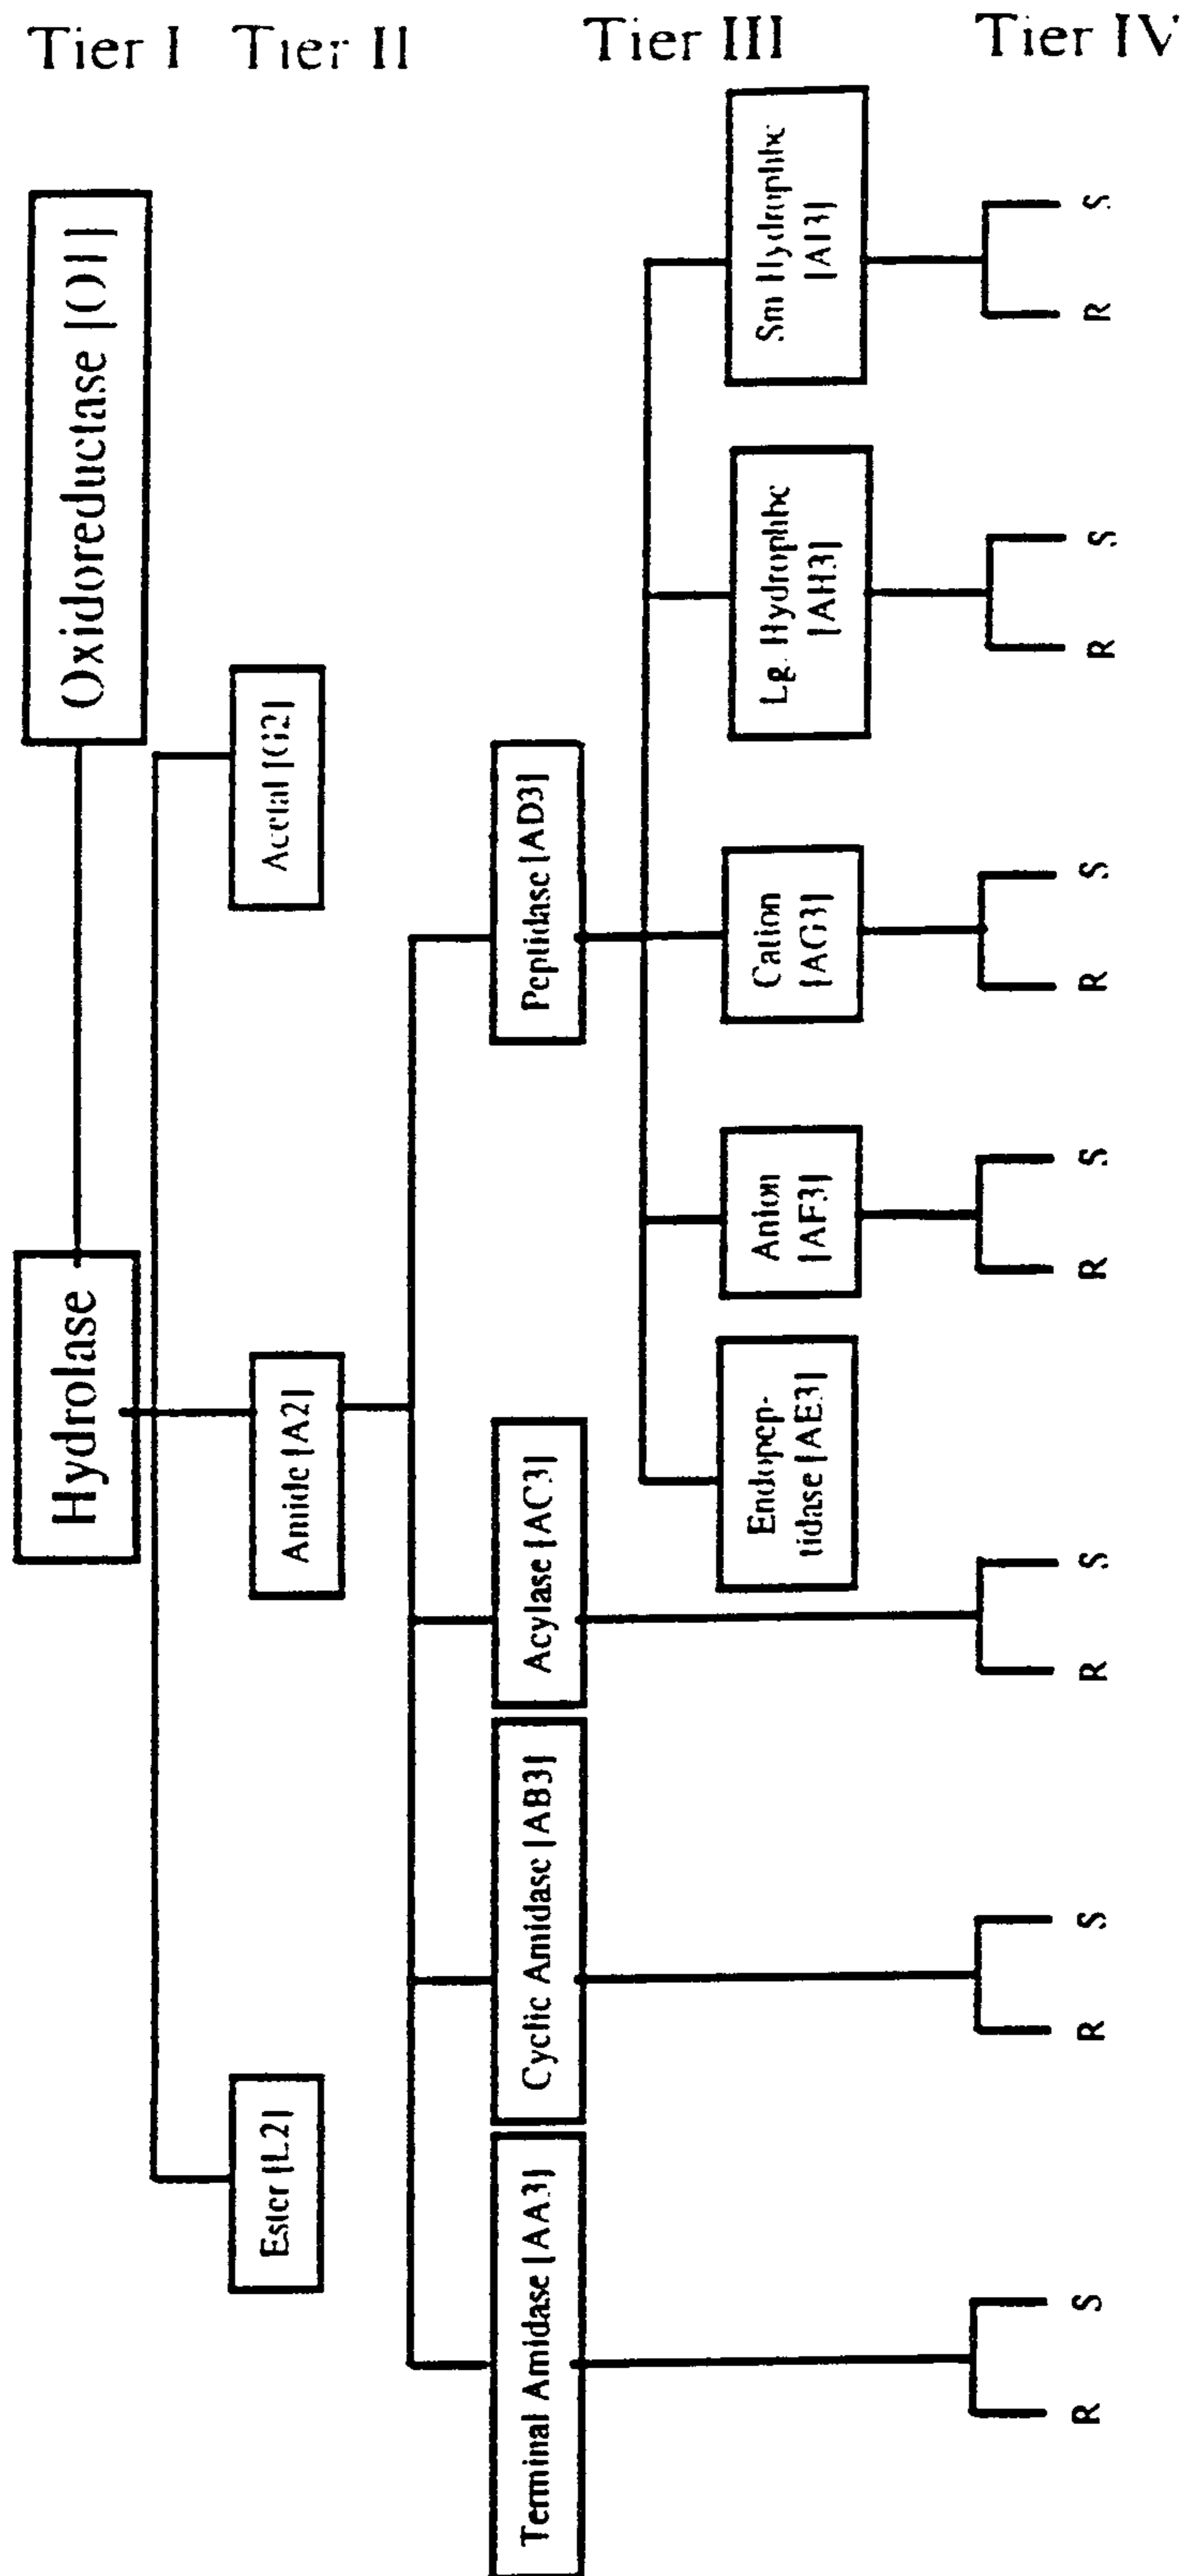 Tier I
Tier II
Tier III
Tier IV
Hydrolase
Oxidoreductase [O]
Ester [L2]
Amide [A2]
Acetal [G2]
Terminal Amidase [AA3]
Cyclic Amidase [AB3]
Acylase [AC3]
Peptidase [AD3]
Endopep-
tidase [AE3]
Anion
[AF3]
Cation
[AG3]
Lg. Hydrophbc
[AH3]
Sm Hydrophbc
[AI3]
R S
R S
R S
R S
R S
R S
R S